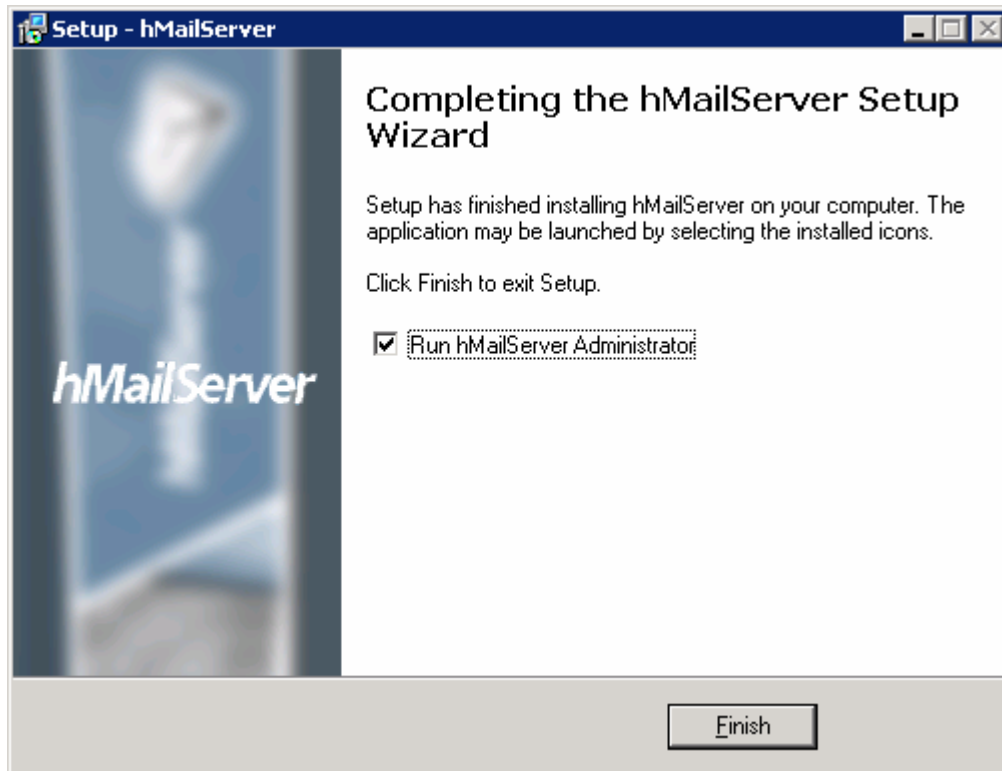 Setup - hMailServer
Completing the hMailServer Setup
Wizard
Setup has finished installing hMailServer on your computer. The
application may be launched by selecting the installed icons.
Click Finish to exit Setup.
Run hMailServer Administrator
hMailServer
Finish